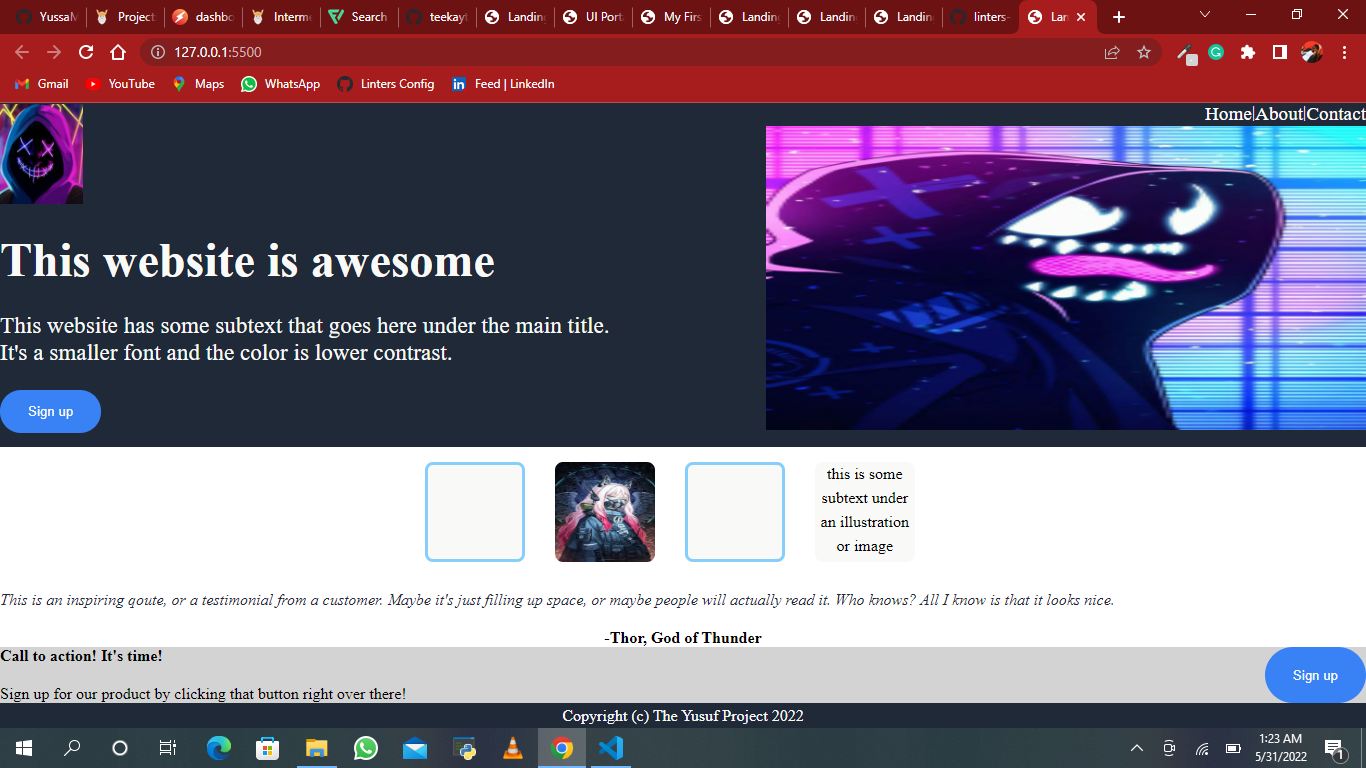 YussaM
Project:
dashbo
Interme
Search
teekayt
Landing
UI Port
My Firs
Landing
Landing
Landing
linters-
Lan
127.0.0.1:5500
Gmail
YouTube
Maps
WhatsApp
Linters Config
Feed | LinkedIn
Home|About|Contact
This website is awesome
This website has some subtext that goes here under the main title.
It's a smaller font and the color is lower contrast.
Sign up
this is some
subtext under
an illustration
or image
This is an inspiring qoute, or a testimonial from a customer. Maybe it's just filling up space, or maybe people will actually read it. Who knows? All I know is that it looks nice.
-Thor, God of Thunder
Call to action! It's time!
Sign up for our product by clicking that button right over there!
Sign up
Copyright (c) The Yusuf Project 2022
1:23 AM
5/31/2022
1